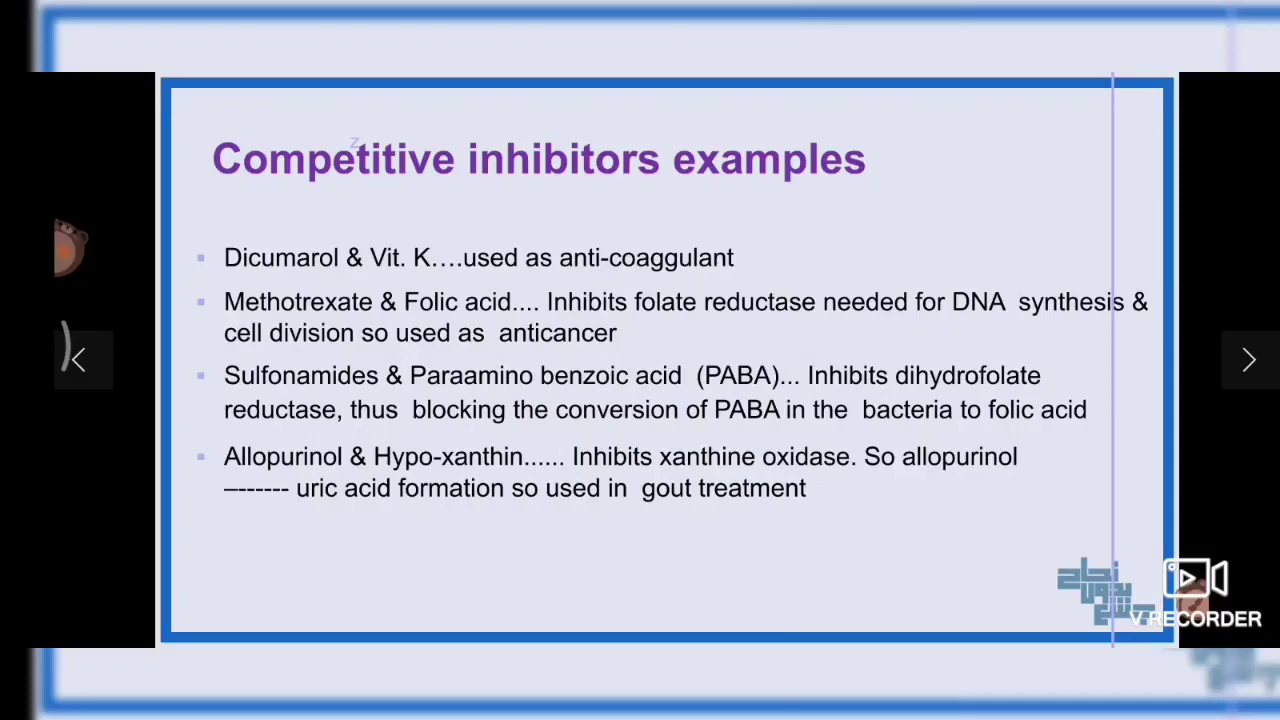 Z
Competitive inhibitors examples
Dicumarol & Vit. K….used as anti-coaggulant
Methotrexate & Folic acid.... Inhibits folate reductase needed for DNA synthesis &
cell division so used as anticancer
Sulfonamides & Paraamino benzoic acid (PABA)... Inhibits dihydrofolate
reductase, thus blocking the conversion of PABA in the bacteria to folic acid
Allopurinol & Hypo-xanthin...... Inhibits xanthine oxidase. So allopurinol
–------- uric acid formation so used in gout treatment
نجاح
بدون
V RECORDER